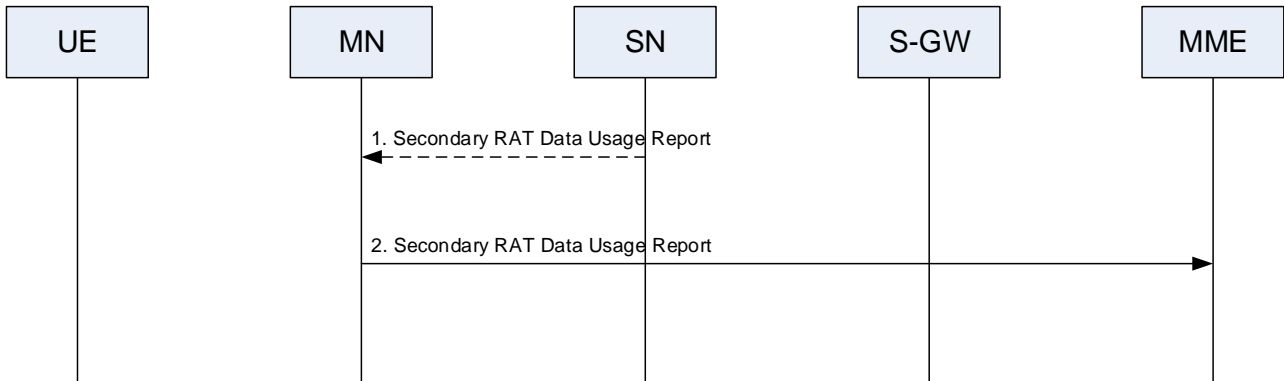 UE
MN
SN
S-GW
MME
1. Secondary RAT Data Usage Report
2. Secondary RAT Data Usage Report